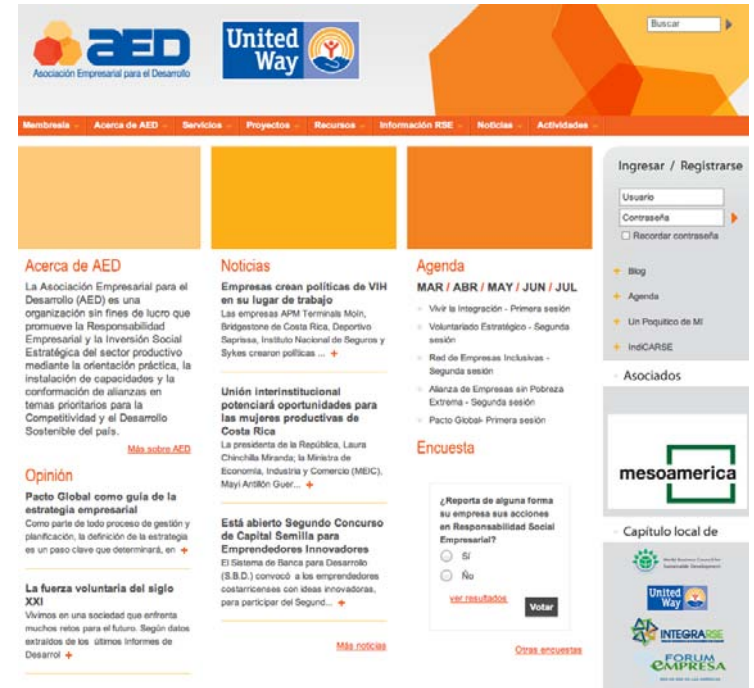 AED
Asociación Empresarial para el Desarrollo
United
Way
Buscar
Membresía
Acerca de AED
Servicios
Proyectos
Recursos
Información RSE
Noticias
Actividades
Acerca de AED
La Asociación Empresarial para el
Desarrollo (AED) es una
organización sin fines de lucro que
promueve la Responsabilidad
Empresarial y la Inversión Social
Estratégica del sector productivo
mediante la orientación práctica, la
instalación de capacidades y la
conformación de alianzas en
temas prioritarios para la
Competitividad y el Desarrollo
Sostenible del país.
Más sobre AED
Opinión
Pacto Global como guía de la
estrategia empresarial
Como parte de todo proceso de gestión y
planificación, la definición de la estrategia
es un paso clave que determinará, en +
La fuerza voluntaria del siglo
XXI
Vivimos en una sociedad que enfrenta
muchos retos para el futuro. Según datos
extraídos de los últimos Informes de
Desarrol +
Noticias
Empresas crean políticas de VIH
en su lugar de trabajo
Las empresas APM Terminals Moín,
Bridgestone de Costa Rica, Deportivo
Saprissa, Instituto Nacional de Seguros y
Sykes crearon políticas ... +
Unión interinstitucional
potenciará oportunidades para
las mujeres productivas de
Costa Rica
La presidenta de la República, Laura
Chinchilla Miranda; la Ministra de
Economía, Industria y Comercio (MEIC),
Mayi Antillón Guer... +
Está abierto Segundo Concurso
de Capital Semilla para
Emprendedores Innovadores
El Sistema de Banca para Desarrollo
(S.B.D.) convocó a los emprendedores
costarricenses con ideas innovadoras,
para participar del Segund... +
Más noticias
Agenda
MAR / ABR / MAY / JUN / JUL
Vivir la Integración - Primera sesión
Voluntariado Estratégico - Segunda
sesión
Red de Empresas Inclusivas -
Segunda sesión
Alianza de Empresas sin Pobreza
Extrema - Segunda sesión
Pacto Global- Primera sesión
Encuesta
¿Reporta de alguna forma
su empresa sus acciones
en Responsabilidad Social
Empresarial?
Sí
Ño
ver resultados
Votar
Otras encuestas
Ingresar / Registrarse
Usuario
Contraseña
Recordar contraseña
Blog
Agenda
Un Poquitico de MI
IndiCARSE
Asociados
mesoamerica
Capítulo local de
World Business Council for
Sustainable Development
United
Way
INTEGRARSE
FORUM
EMPRESA